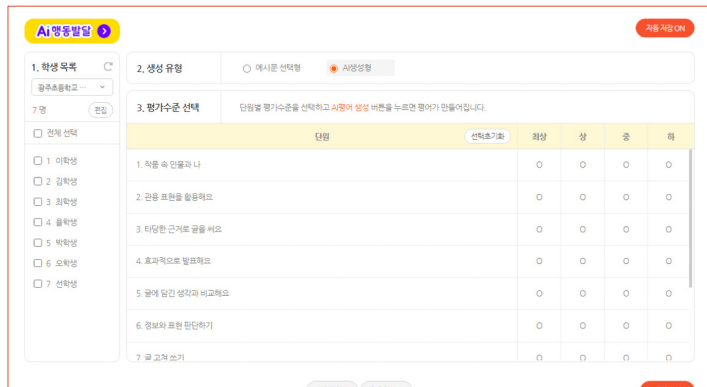 Ai행동발달
자동 저장 ON
1. 학생 목록
광주초등학교 ···
7 명
편집
전체 선택
1 이학생
2 김학생
3 최학생
4 율학생
5 박학생
6 오학생
7 선학생
2. 생성 유형
예시문 선택형
AI생성형
3. 평가수준 선택
단원별 평가수준을 선택하고 AI평어 생성 버튼을 누르면 평어가 만들어집니다.
단원 선택초기화 최상 상 중 하
1. 작품 속 인물과 나
2. 관용 표현을 활용해요
3. 타당한 근거로 글을 써요
4. 효과적으로 발표해요
5. 글에 담긴 생각과 비교해요
6. 정보와 표현 판단하기
7. 글 고쳐 쓰기